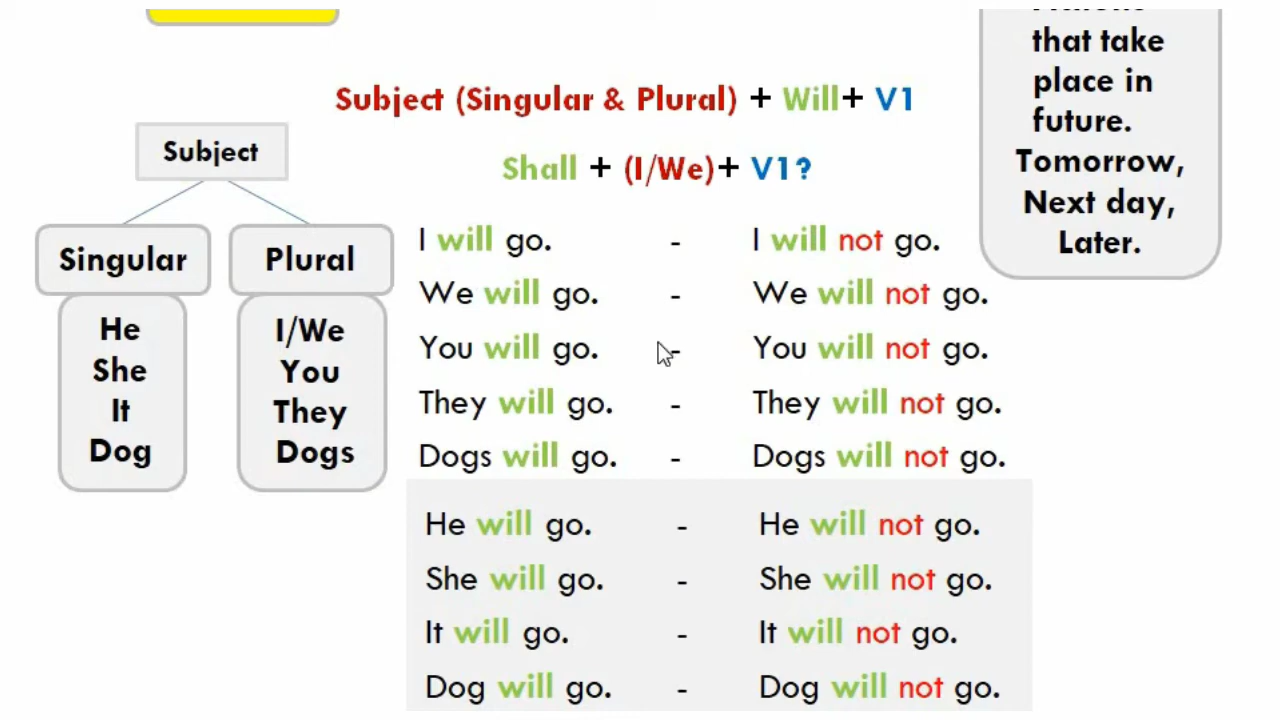 that take
place in
future.
Tomorrow,
Next day,
Later.
Subject (Singular & Plural) + Will+ V1
Shall + (I/We)+ V1?
Subject
Singular
Plural
He
She
It
Dog
I/We
You
They
Dogs
I will go. - I will not go.
We will go. - We will not go.
You will go. - You will not go.
They will go. - They will not go.
Dogs will go. - Dogs will not go.
He will go. - He will not go.
She will go. - She will not go.
It will go. - It will not go.
Dog will go. - Dog will not go.